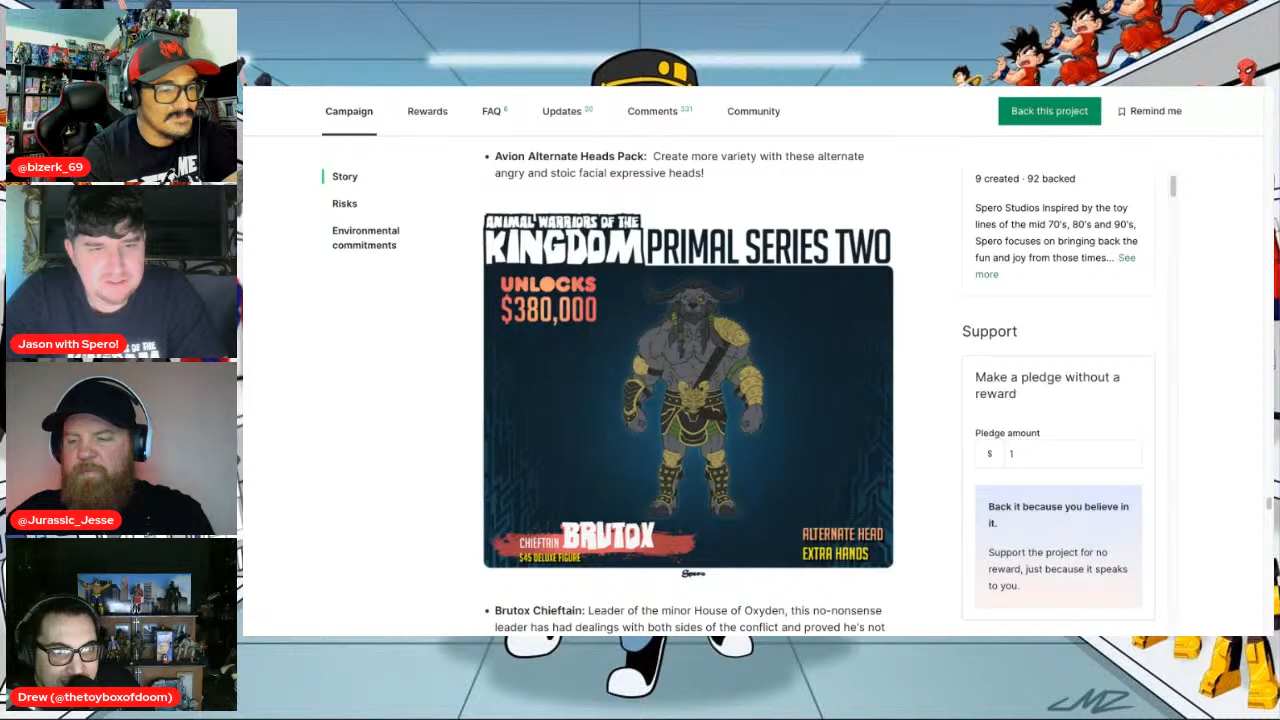 @bizerk_69
Jason with Spero!
@JurassIc_Jesse
Drew (@thetoyboxofdoom)
Campaign
Rewards
FAQ 6
Updates 20
Comments 331
Community
Back this project
Remind me
Story
Risks
Environmental
commitments
• Avion Alternate Heads Pack: Create more variety with these alternate
angry and stoic facial expressive heads!
ANIMAL WARRIORS OF THE
KINGDOM PRIMAL SERIES TWO
UNLOCKS
$380,000
CHIEFTAIN BRUTOX
$45 DELUXE FIGURE
ALTERNATE HEAD
EXTRA HANDS
Spero
• Brutox Chieftain: Leader of the minor House of Oxyden, this no-nonsense
leader has had dealings with both sides of the conflict and proved he's not
9 created · 92 backed
Spero Studios Inspired by the toy
lines of the mid 70's, 80's and 90's,
Spero focuses on bringing back the
fun and joy from those times... See
more
Support
Make a pledge without a
reward
Pledge amount
$ 1
Back it because you believe in
it.
Support the project for no
reward, just because it speaks
to you.